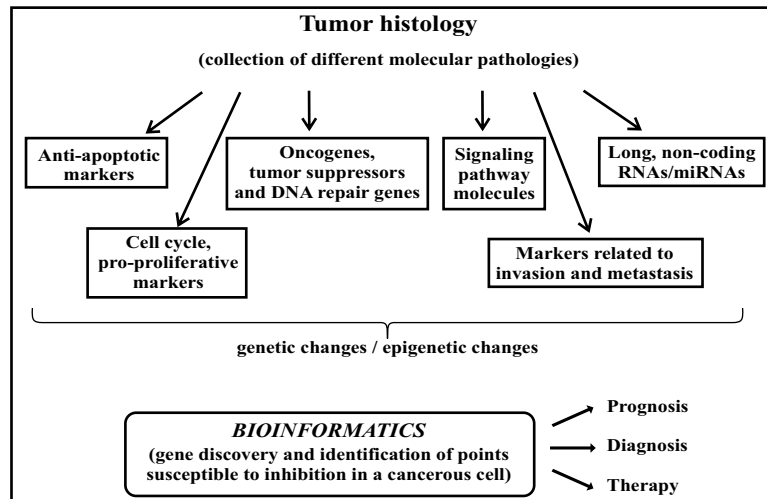 Tumor histology
(collection of different molecular pathologies)
Anti-apoptotic
markers
Oncogenes,
tumor suppressors
and DNA repair genes
Signaling
pathway
molecules
Long, non-coding
RNAs/miRNAs
Cell cycle,
pro-proliferative
markers
Markers related to
invasion and metastasis
genetic changes / epigenetic changes
BIOINFORMATICS
(gene discovery and identification of points
susceptible to inhibition in a cancerous cell)
Prognosis
Diagnosis
Therapy